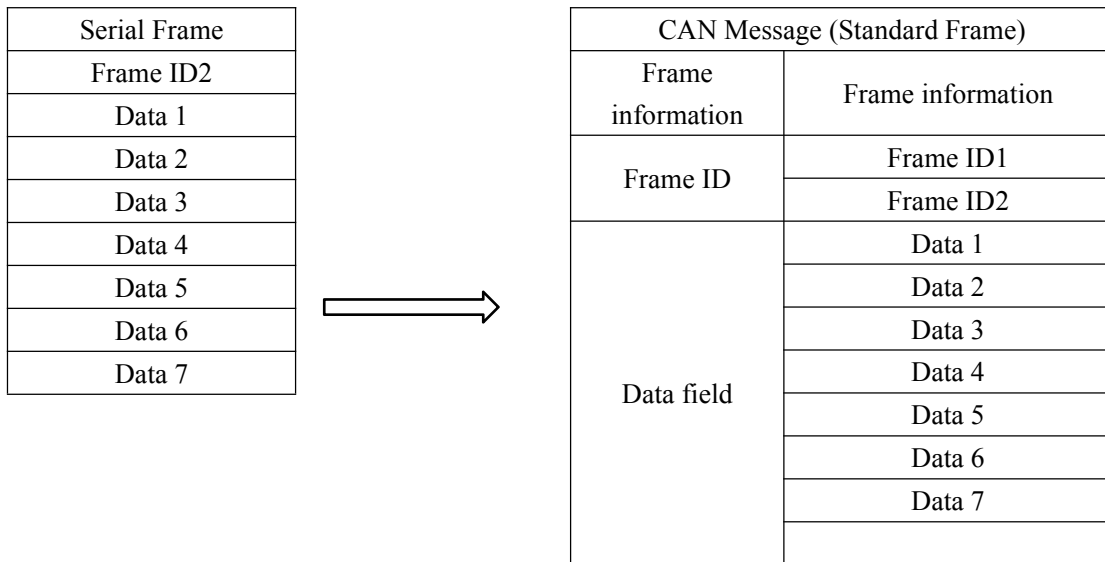 Serial Frame
Frame ID2
Data 1
Data 2
Data 3
Data 4
Data 5
Data 6
Data 7
CAN Message (Standard Frame)
Frame
information
Frame information
Frame ID
Frame ID1
Frame ID2
Data field
Data 1
Data 2
Data 3
Data 4
Data 5
Data 6
Data 7